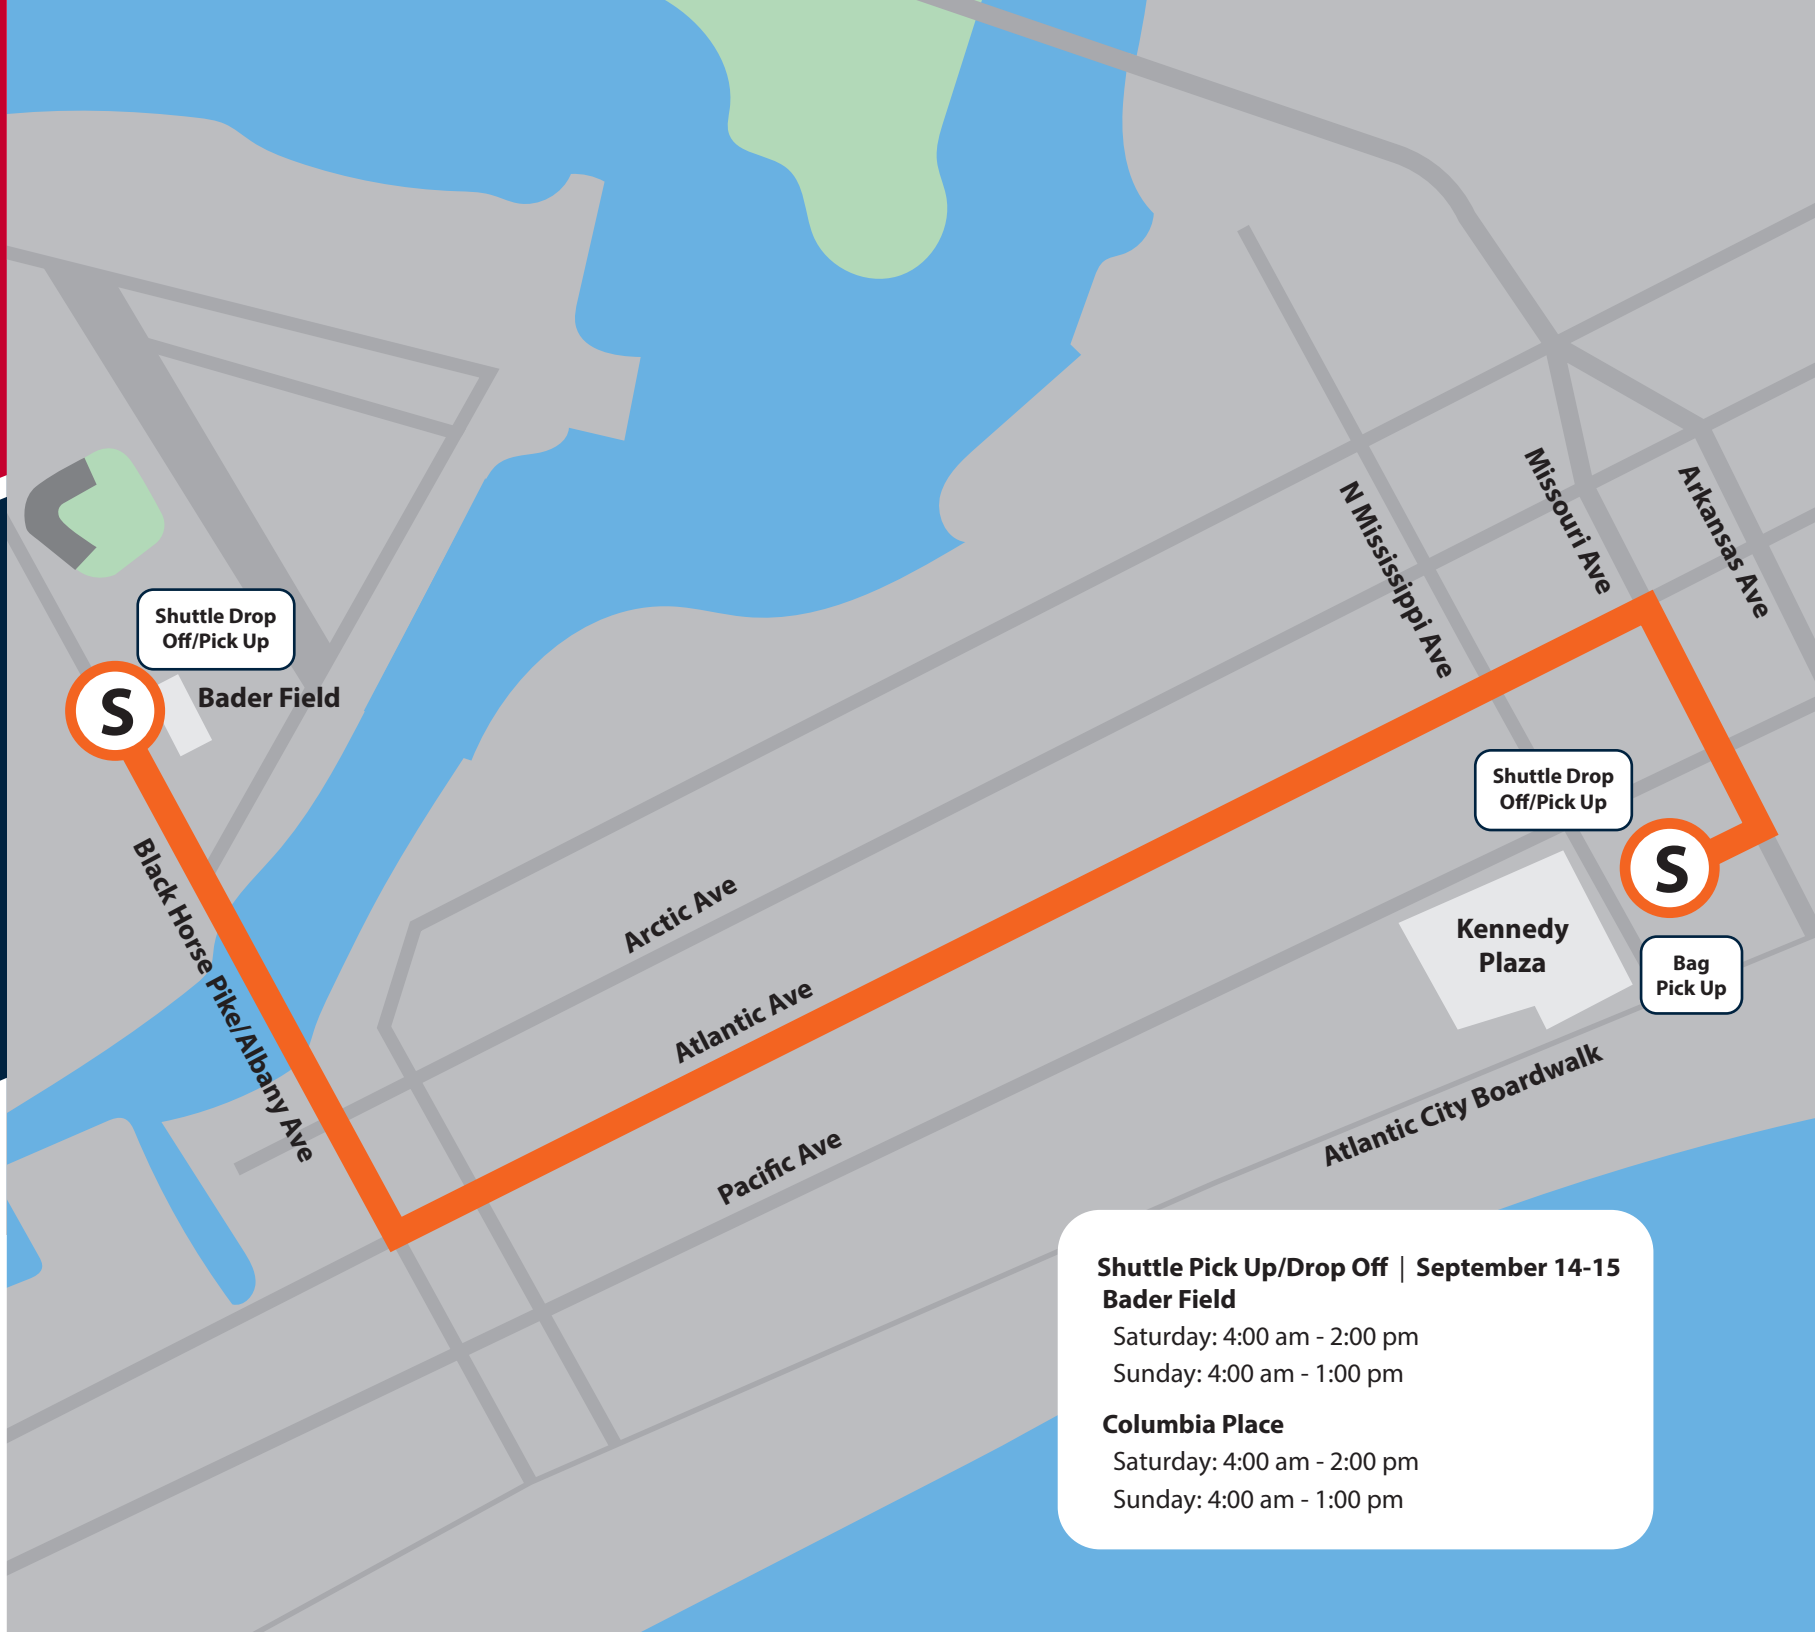 N Mississippi Ave
Missouri Ave
Arkansas Ave
Shuttle Drop
Off/Pick Up
S
Bader Field
Shuttle Drop
Off/Pick Up
S
Black Horse Pike/Albany Ave
Arctic Ave
Kennedy
Plaza
Bag
Pick Up
Atlantic Ave
Atlantic City Boardwalk
Pacific Ave
Shuttle Pick Up/Drop Off | September 14-15
Bader Field
Saturday: 4:00 am - 2:00 pm
Sunday: 4:00 am - 1:00 pm
Columbia Place
Saturday: 4:00 am - 2:00 pm
Sunday: 4:00 am - 1:00 pm